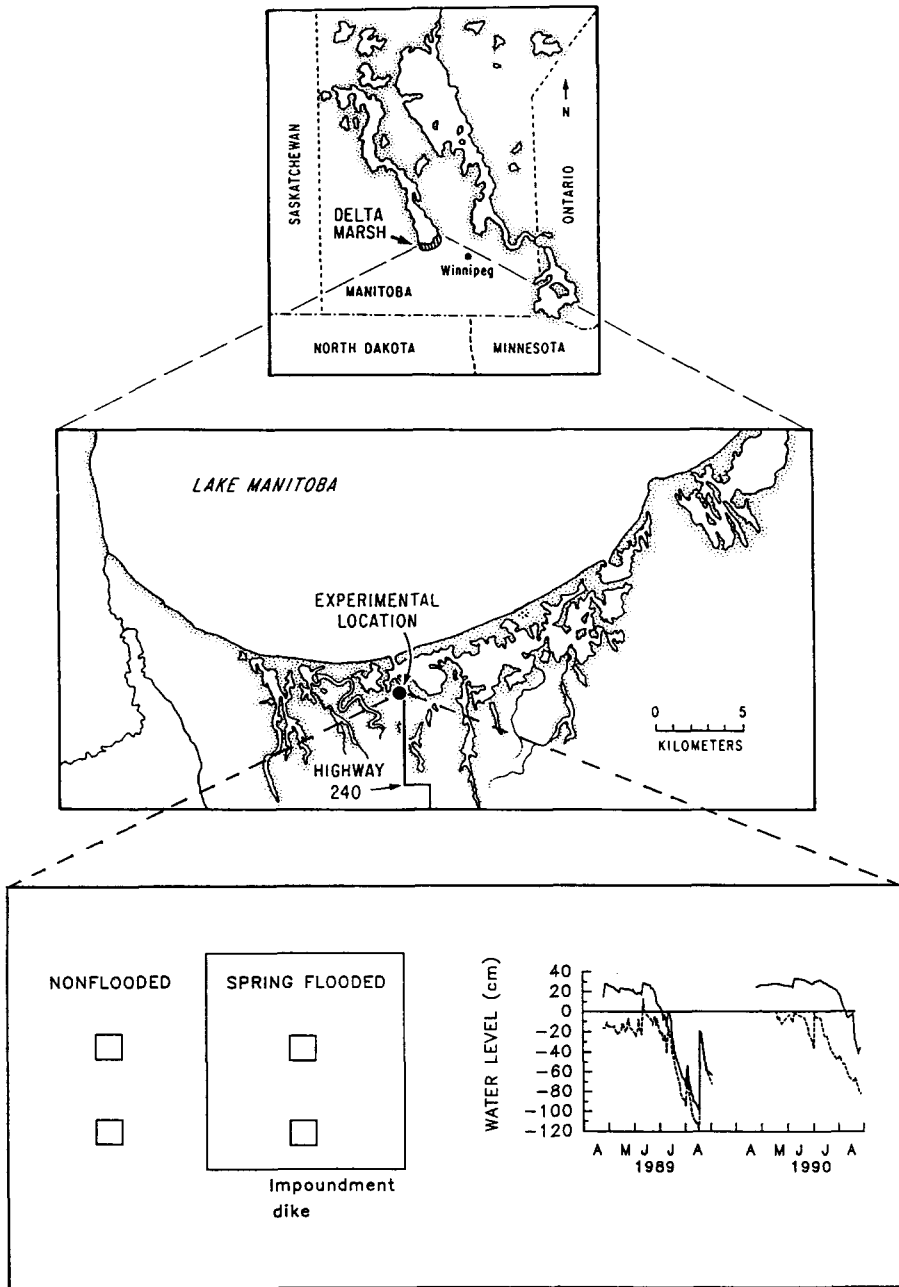 SASKATCHEWAN
N
ONTARIO
DELTA
MARSH
Winnipeg
MANITOBA
NORTH DAKOTA
MINNESOTA
LAKE MANITOBA
EXPERIMENTAL
LOCATION
0 5
KILOMETERS
HIGHWAY
240
NONFLOODED
SPRING FLOODED
Impoundment
dike
WATER LEVEL (cm)
40
20
0
-20
-40
-60
-80
-100
-120
A M J J A A M J J A
1989 1990